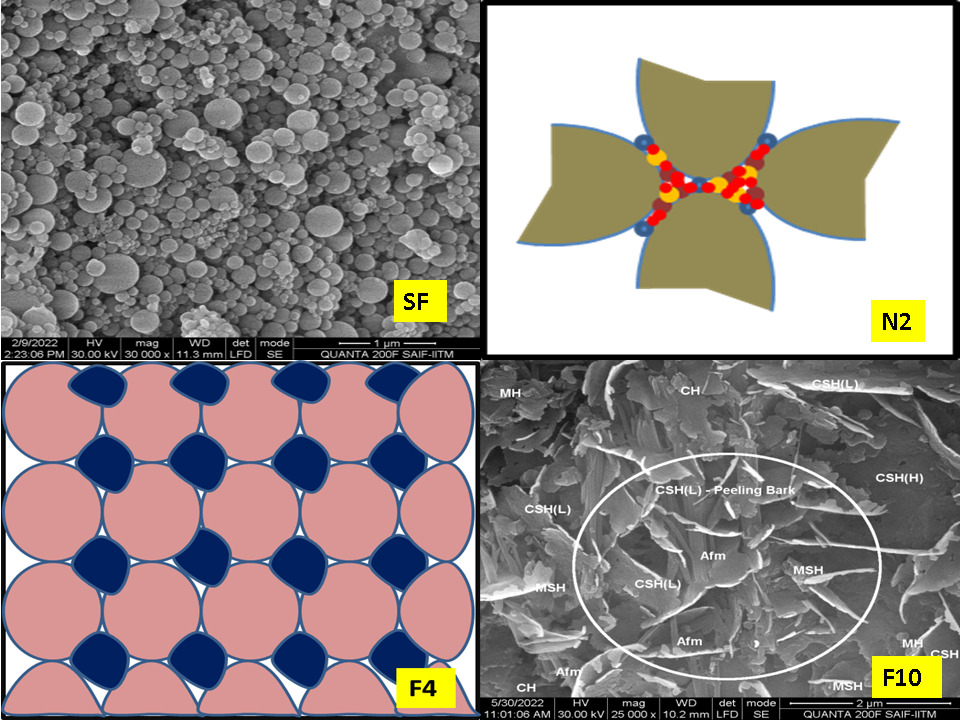 SF
2/9/2022 HV mag WD det mode
2:23:06 PM 30.00 kV 30 000 x 11.3 mm LFD SE
1 µm
QUANTA 200F SAIF-IITM
N2
F4
MH
CH
CSH(L)
CSH(H)
CSH(L) - Peeling Bark
CSH(L)
Afm
MSH
CSH(L)
MSH
Afm
MH
CSH
Afm
CH
MSH
F10
5/30/2022 HV mag WD det mode
11:01:06 AM 30.00 kV 25 000 x 10.2 mm LFD SE
2 µm
QUANTA 200F SAIF-IITM